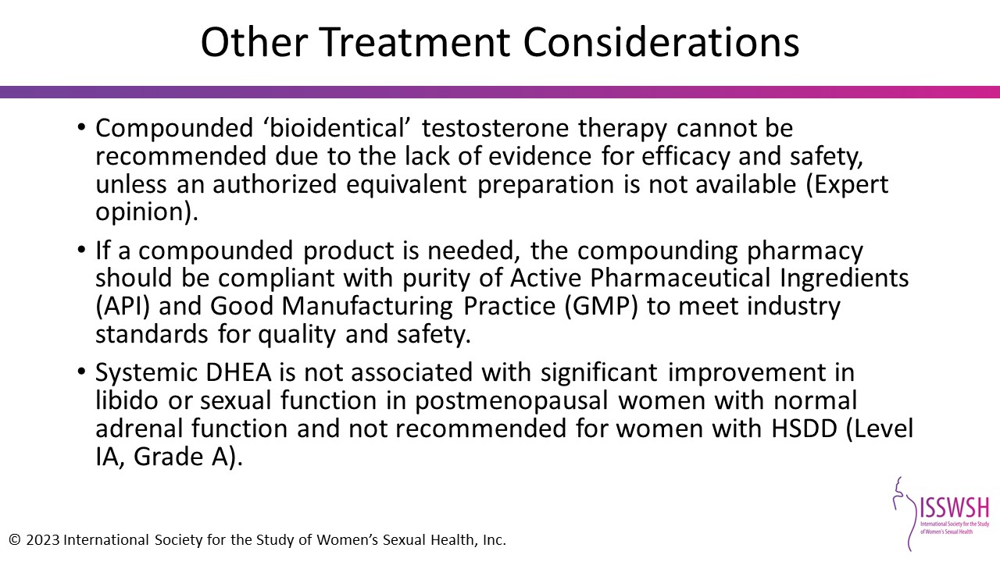 Other Treatment Considerations
• Compounded ‘bioidentical’ testosterone therapy cannot be
recommended due to the lack of evidence for efficacy and safety,
unless an authorized equivalent preparation is not available (Expert
opinion).
• If a compounded product is needed, the compounding pharmacy
should be compliant with purity of Active Pharmaceutical Ingredients
(API) and Good Manufacturing Practice (GMP) to meet industry
standards for quality and safety.
• Systemic DHEA is not associated with significant improvement in
libido or sexual function in postmenopausal women with normal
adrenal function and not recommended for women with HSDD (Level
IA, Grade A).
ISSWSH
International Society for the Study
of Women's Sexual Health
© 2023 International Society for the Study of Women’s Sexual Health, Inc.